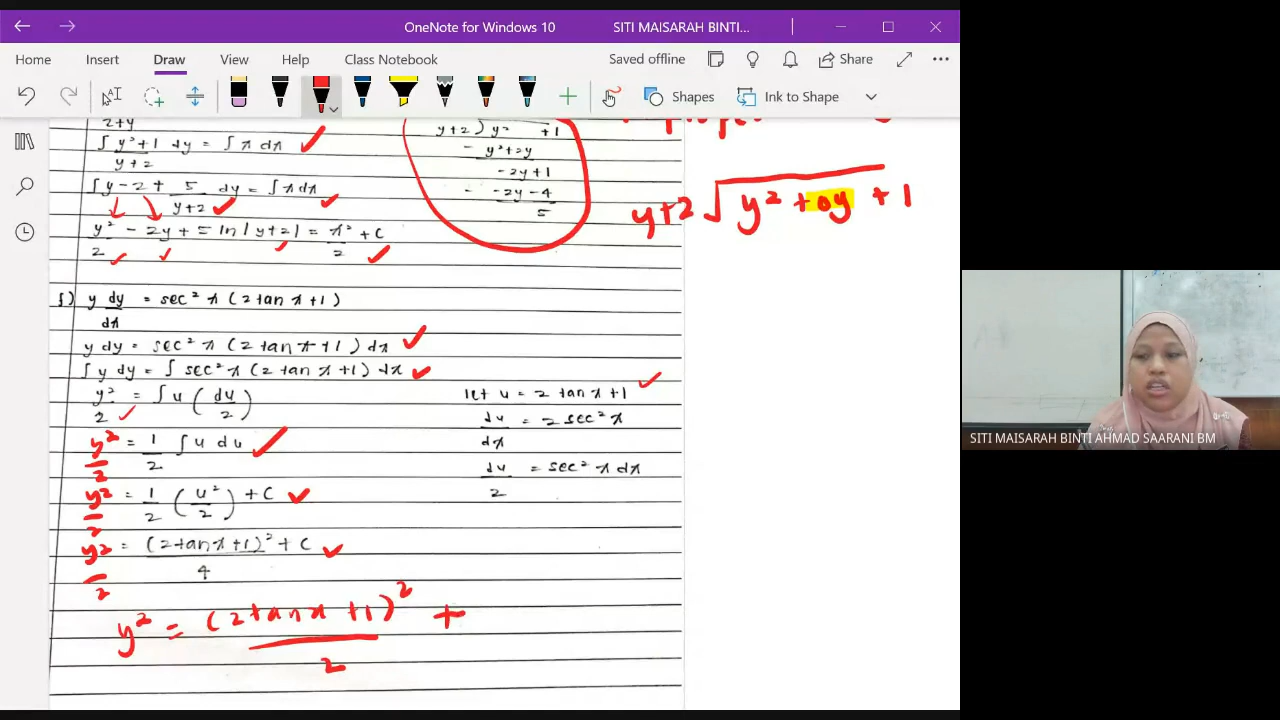 OneNote for Windows 10
SITI MAISARAH BINTI...
Home Insert Draw View Help Class Notebook Saved offline Share
Shapes Ink to Shape
2+y
∫ y²+1 dy = ∫ x dx
y+2
∫ y-2 + 5 dy = ∫ x dx
y+2
y² - 2y + 5 ln|y+2| = x² + c
2 2
y+2 ) y² +1
- y²+2y
-2y+1
- -2y-4
5
y+2 √ y² + 0y + 1
f) y dy = sec² x (2 tan x +1)
dx
y dy = sec² x (2 tan x +1) dx
∫ y dy = ∫ sec² x (2 tan x +1) dx
y² = ∫ u ( du )
2 2
y² = 1 ∫ u du
2 2
y² = 1 ( u² ) + c
2 2 2
y² = (2 tan x +1)² + c
2 4
y² = (2 tan x + 1)² +
2
let u = 2 tan x +1
du = 2 sec² x
dx
du = sec² x dx
2
SITI MAISARAH BINTI AHMAD SAARANI BM